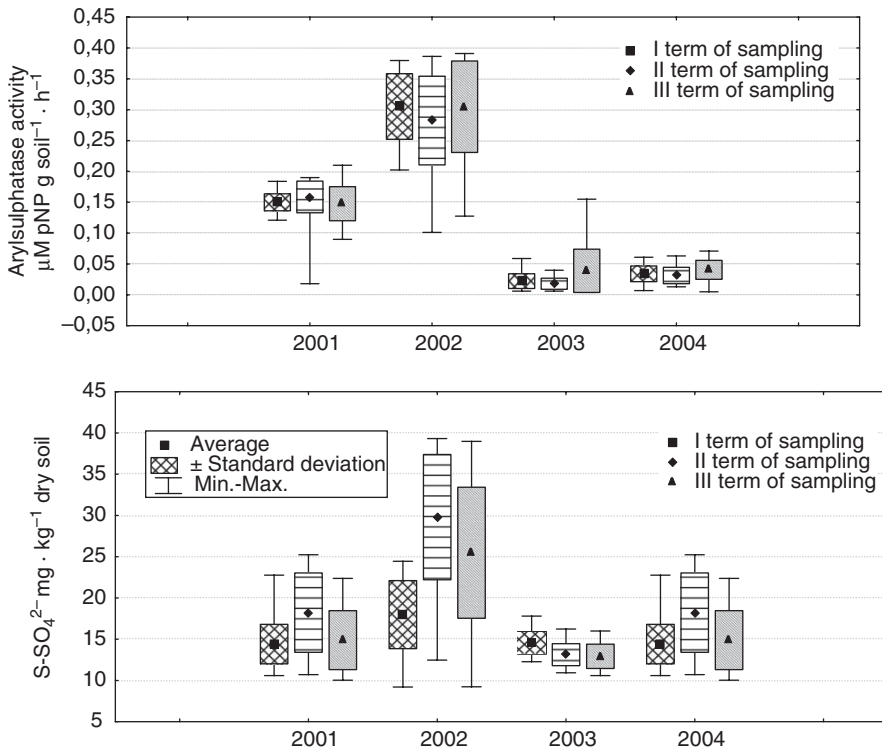 0,45
0,40
0,35
0,30
0,25
0,20
0,15
0,10
0,05
0,00
−0,05
Arylsulphatase activity
µM pNP g soil⁻¹ · h⁻¹
I term of sampling
II term of sampling
III term of sampling
2001 2002 2003 2004
45
40
35
30
25
20
15
10
5
S-SO₄²⁻ mg · kg⁻¹ dry soil
Average
± Standard deviation
Min.-Max.
I term of sampling
II term of sampling
III term of sampling
2001 2002 2003 2004